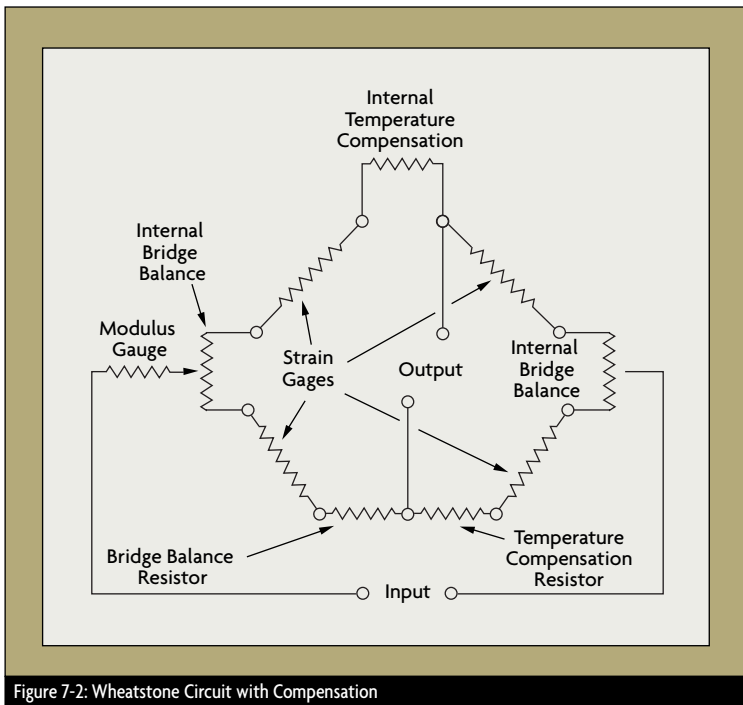 Internal
Temperature
Compensation
Internal
Bridge
Balance
Modulus
Gauge
Strain
Gages
Output
Internal
Bridge
Balance
Bridge Balance
Resistor
Temperature
Compensation
Resistor
Input
Figure 7-2: Wheatstone Circuit with Compensation